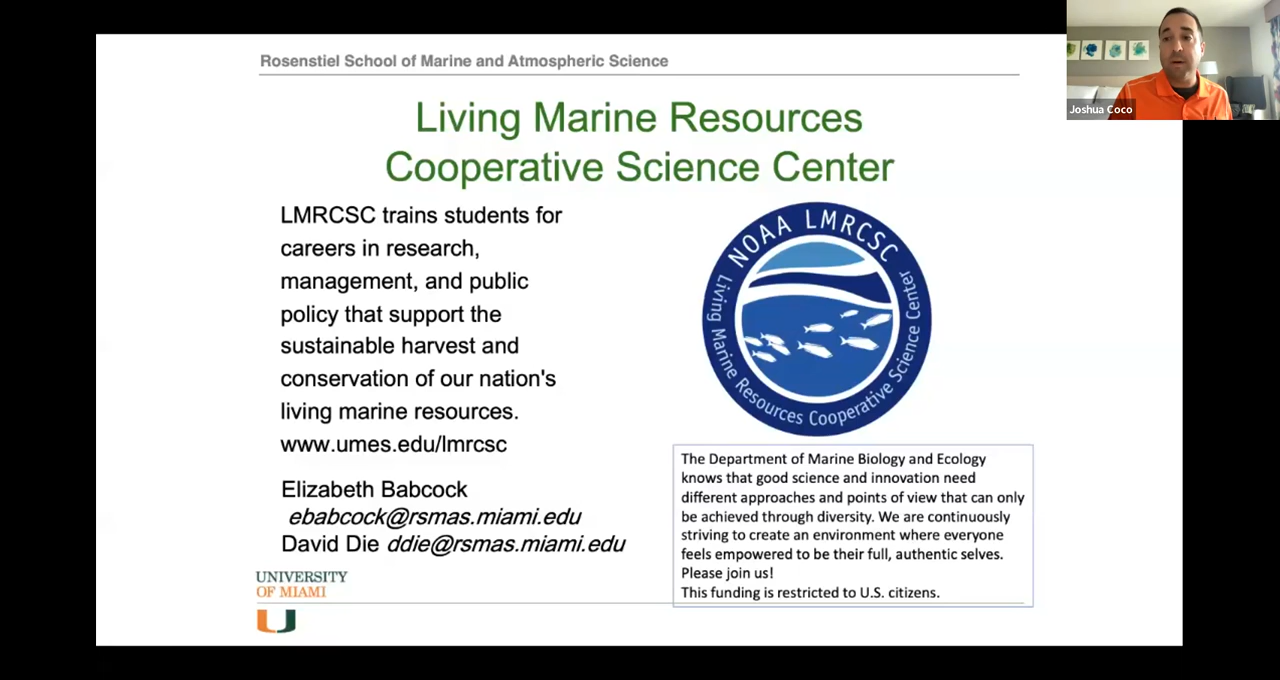 Rosenstiel School of Marine and Atmospheric Science
Joshua Coco
Living Marine Resources
Cooperative Science Center
LMRCSC trains students for
careers in research,
management, and public
policy that support the
sustainable harvest and
conservation of our nation's
living marine resources.
www.umes.edu/lmrcsc
Elizabeth Babcock
ebabcock@rsmas.miami.edu
David Die ddie@rsmas.miami.edu
NOAA LMRCSC
Living Marine Resources Cooperative Science Center
The Department of Marine Biology and Ecology
knows that good science and innovation need
different approaches and points of view that can only
be achieved through diversity. We are continuously
striving to create an environment where everyone
feels empowered to be their full, authentic selves.
Please join us!
This funding is restricted to U.S. citizens.
UNIVERSITY
OF MIAMI